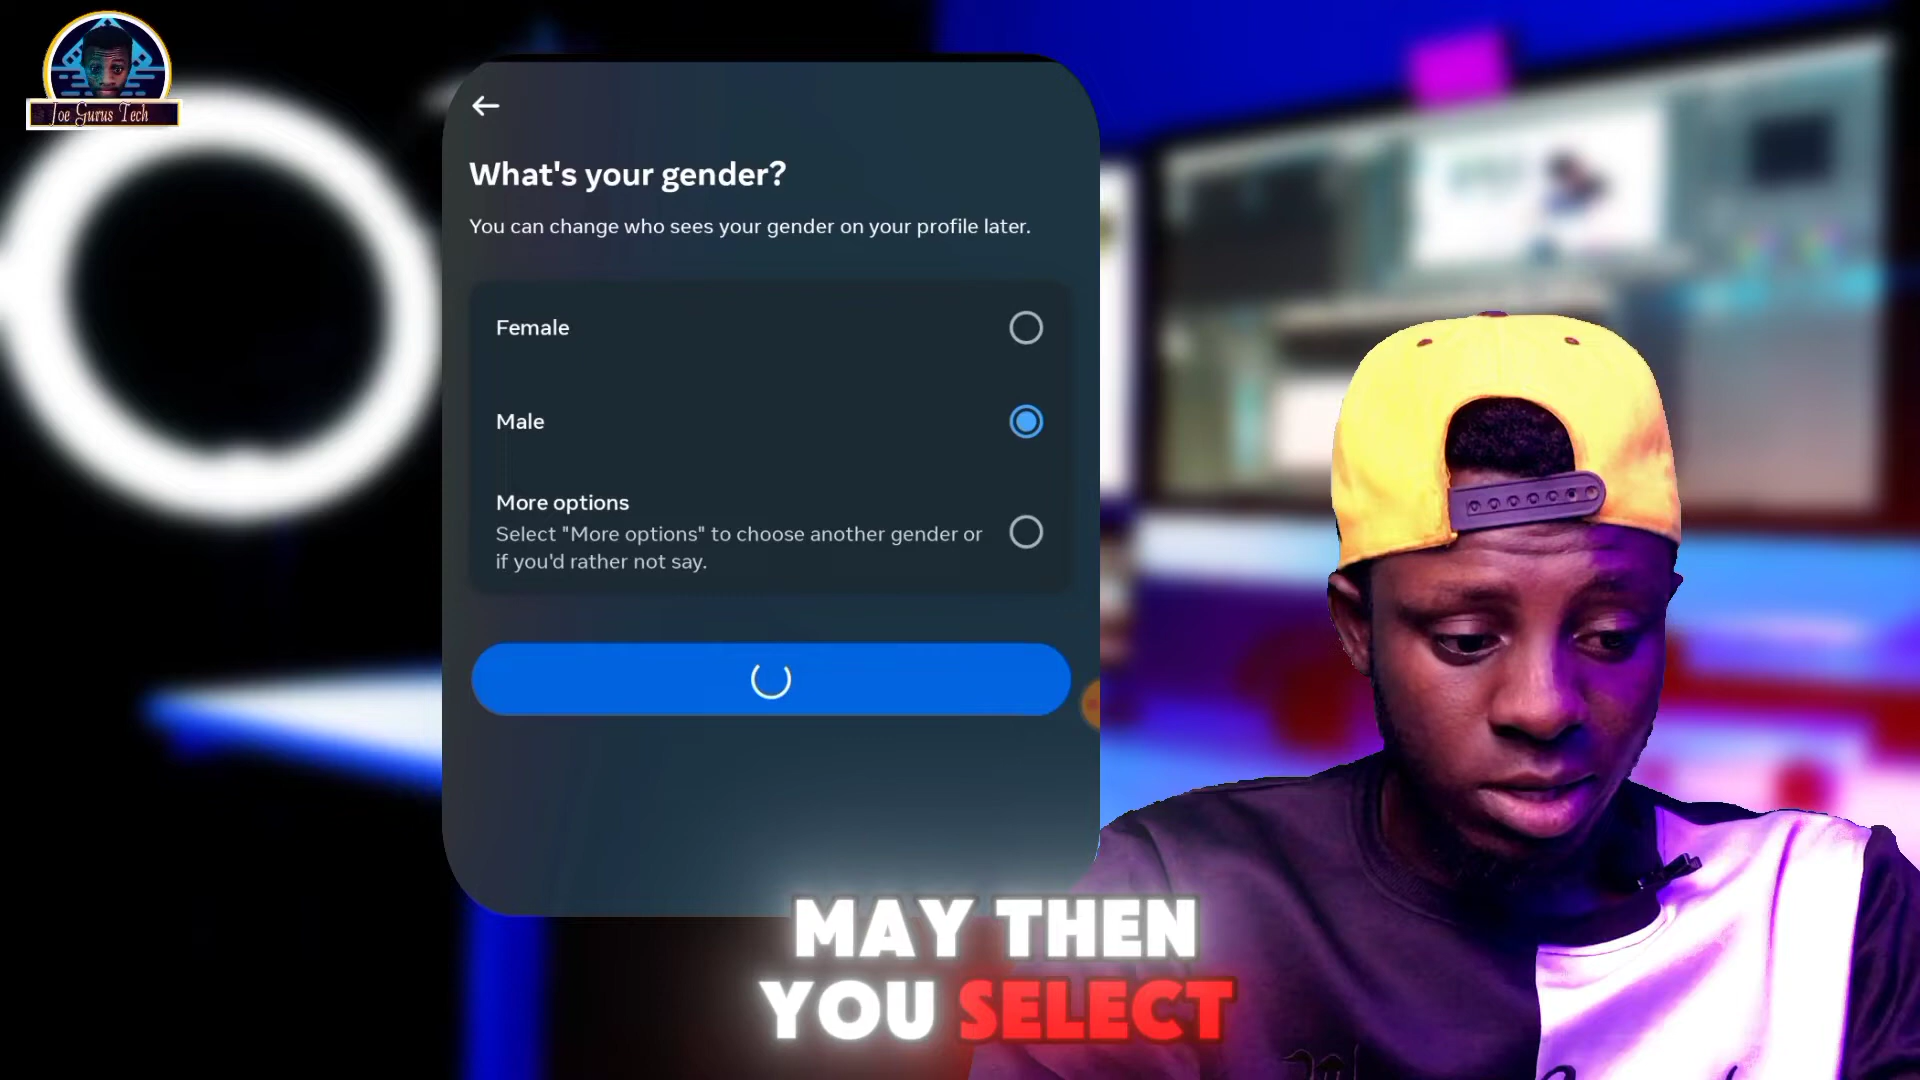 Joe Gurus Tech
What's your gender?
You can change who sees your gender on your profile later.
Female
Male
More options
Select "More options" to choose another gender or
if you'd rather not say.
MAY THEN
YOU SELECT